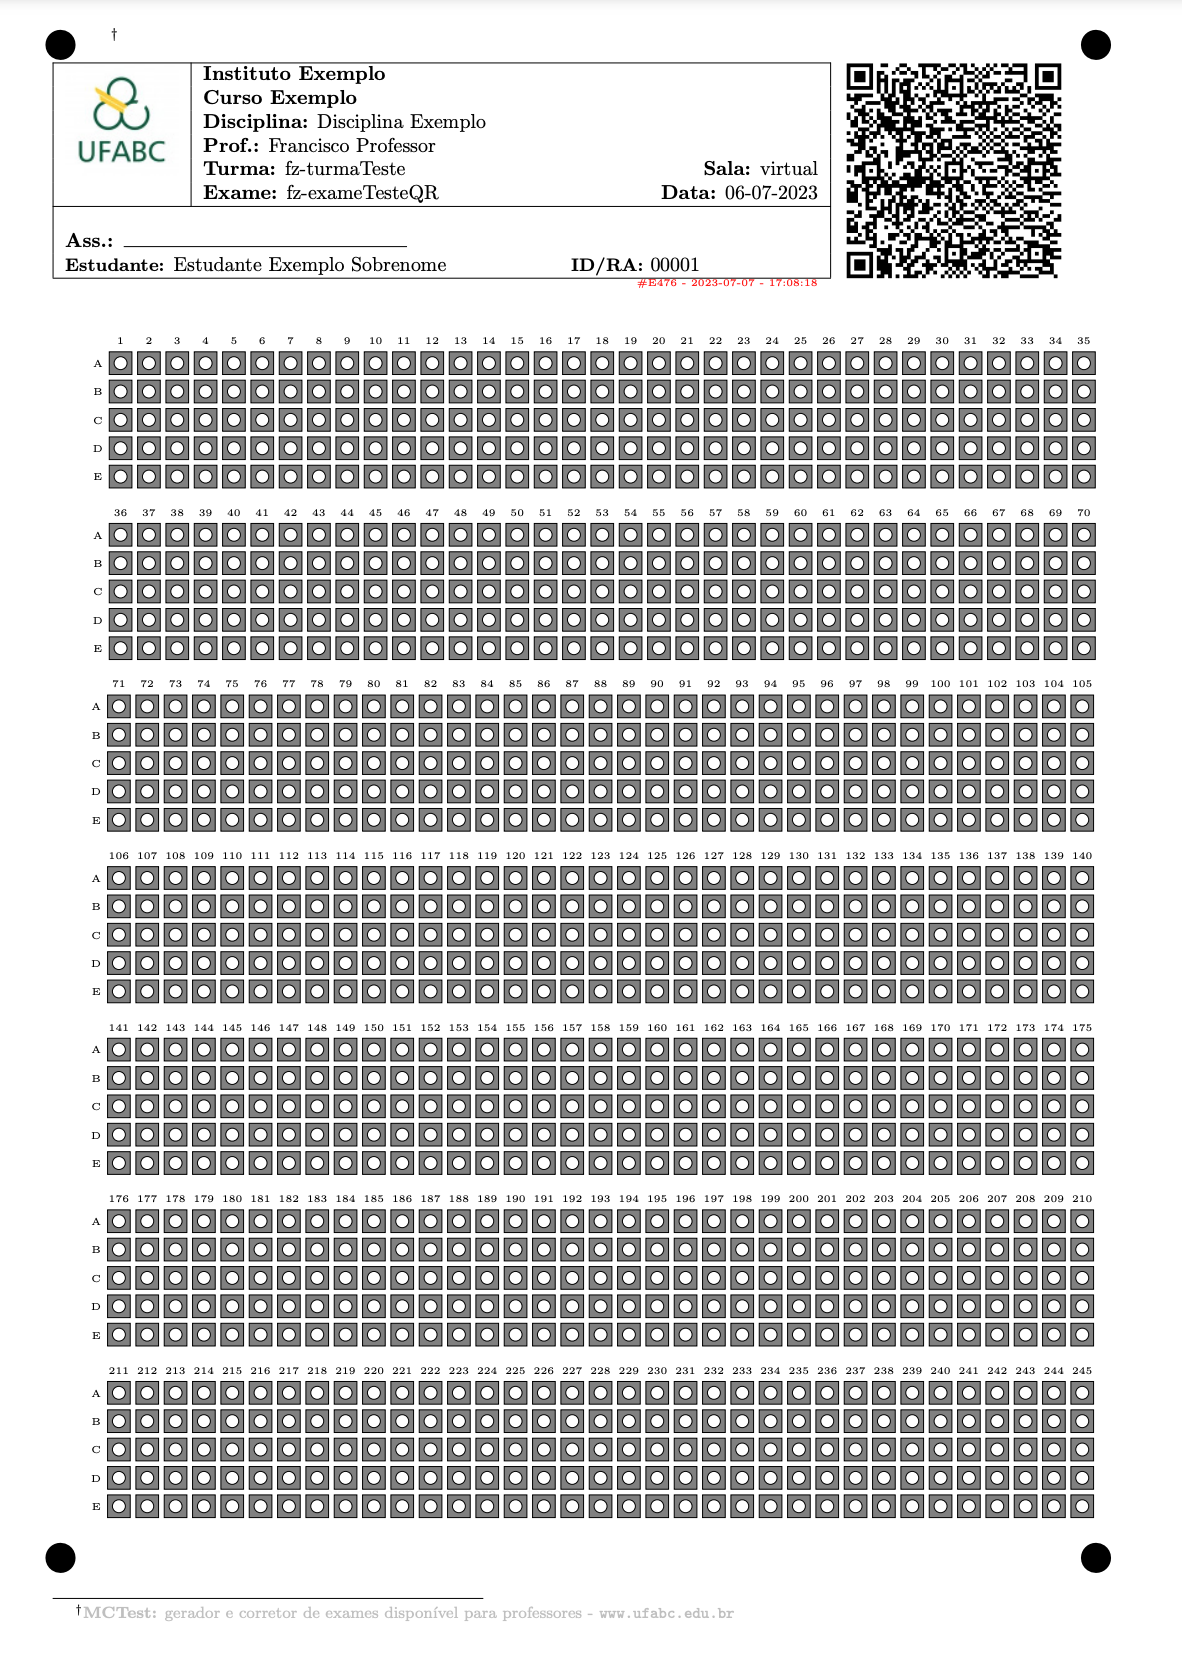 †
UFABC
Instituto Exemplo
Curso Exemplo
Disciplina: Disciplina Exemplo
Prof.: Francisco Professor
Turma: fz-turmaTeste Sala: virtual
Exame: fz-exameTesteQR Data: 06-07-2023
Ass.:
Estudante: Estudante Exemplo Sobrenome ID/RA: 00001
#E476 - 2023-07-07 - 17:08:18
1 2 3 4 5 6 7 8 9 10 11 12 13 14 15 16 17 18 19 20 21 22 23 24 25 26 27 28 29 30 31 32 33 34 35
A
B
C
D
E
36 37 38 39 40 41 42 43 44 45 46 47 48 49 50 51 52 53 54 55 56 57 58 59 60 61 62 63 64 65 66 67 68 69 70
A
B
C
D
E
71 72 73 74 75 76 77 78 79 80 81 82 83 84 85 86 87 88 89 90 91 92 93 94 95 96 97 98 99 100 101 102 103 104 105
A
B
C
D
E
106 107 108 109 110 111 112 113 114 115 116 117 118 119 120 121 122 123 124 125 126 127 128 129 130 131 132 133 134 135 136 137 138 139 140
A
B
C
D
E
141 142 143 144 145 146 147 148 149 150 151 152 153 154 155 156 157 158 159 160 161 162 163 164 165 166 167 168 169 170 171 172 173 174 175
A
B
C
D
E
176 177 178 179 180 181 182 183 184 185 186 187 188 189 190 191 192 193 194 195 196 197 198 199 200 201 202 203 204 205 206 207 208 209 210
A
B
C
D
E
211 212 213 214 215 216 217 218 219 220 221 222 223 224 225 226 227 228 229 230 231 232 233 234 235 236 237 238 239 240 241 242 243 244 245
A
B
C
D
E
†MCTest: gerador e corretor de exames disponível para professores - www.ufabc.edu.br